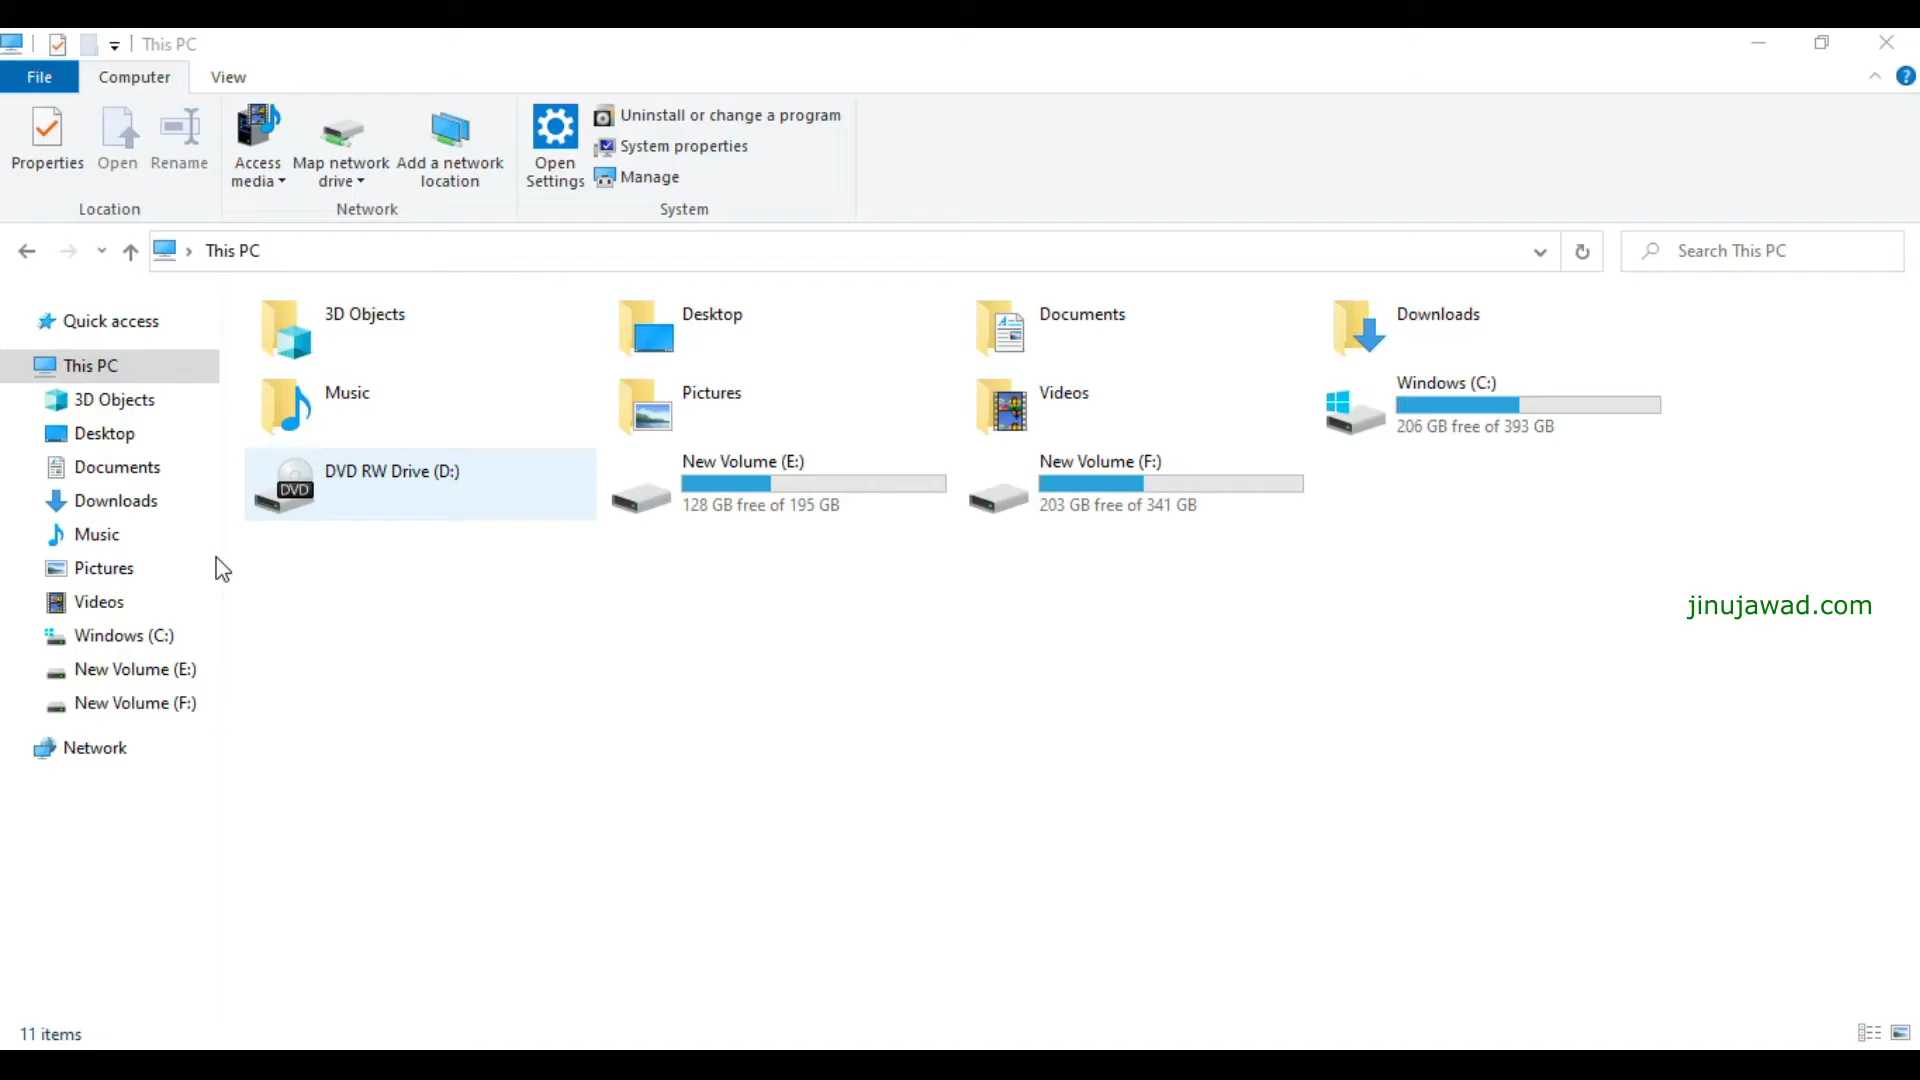 This PC
File
Computer
View
?
Properties
Open
Rename
Access
media
Map network
drive
Add a network
location
Open
Settings
Uninstall or change a program
System properties
Manage
Location
Network
System
This PC
Search This PC
Quick access
This PC
3D Objects
Desktop
Documents
Downloads
Music
Pictures
Videos
Windows (C:)
New Volume (E:)
New Volume (F:)
Network
3D Objects
Desktop
Documents
Downloads
Music
Pictures
Videos
Windows (C:)
206 GB free of 393 GB
DVD
DVD RW Drive (D:)
New Volume (E:)
128 GB free of 195 GB
New Volume (F:)
203 GB free of 341 GB
jinujawad.com
11 items